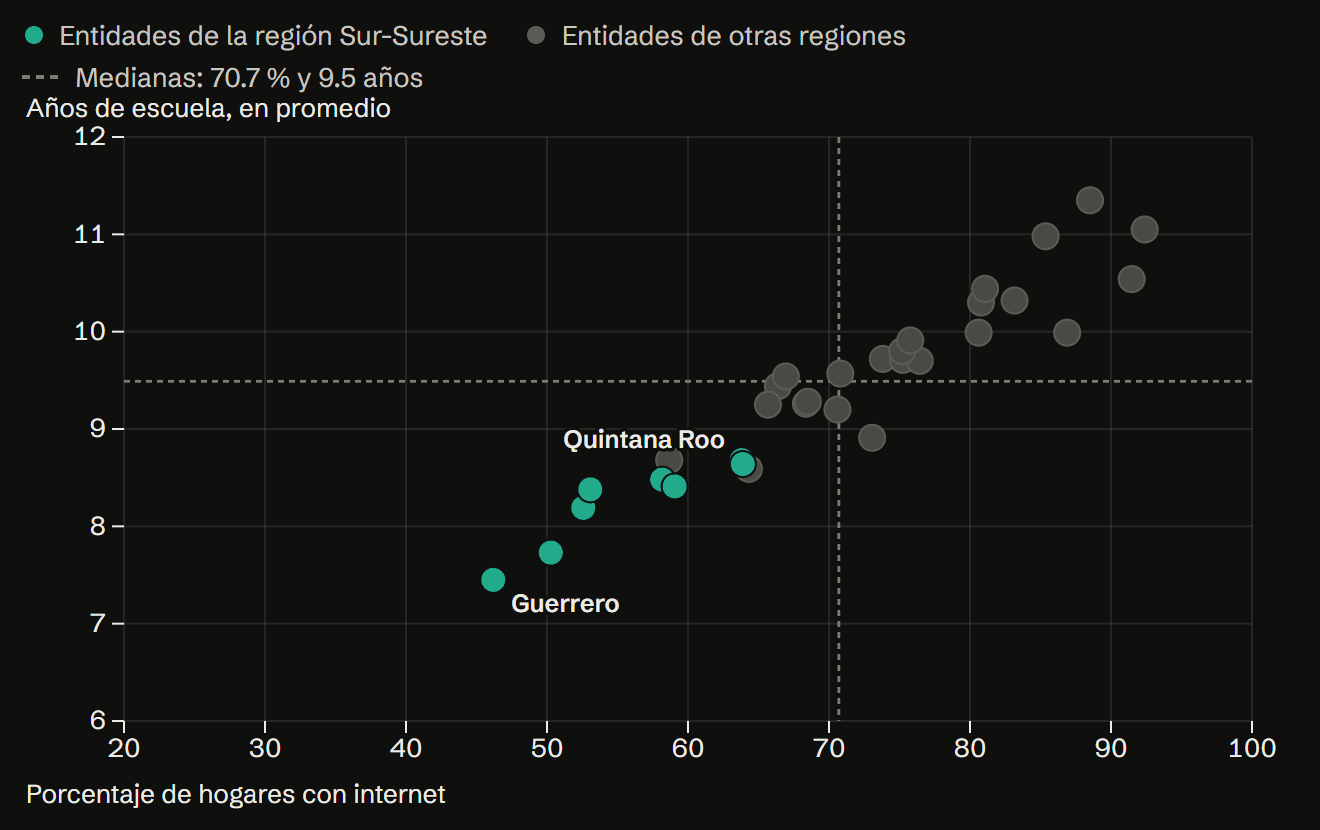 Entidades de la región Sur-Sureste
Entidades de otras regiones
Medianas: 70.7 % y 9.5 años
Años de escuela, en promedio
12
11
10
9
8
7
6
Quintana Roo
Guerrero
20 30 40 50 60 70 80 90 100
Porcentaje de hogares con internet